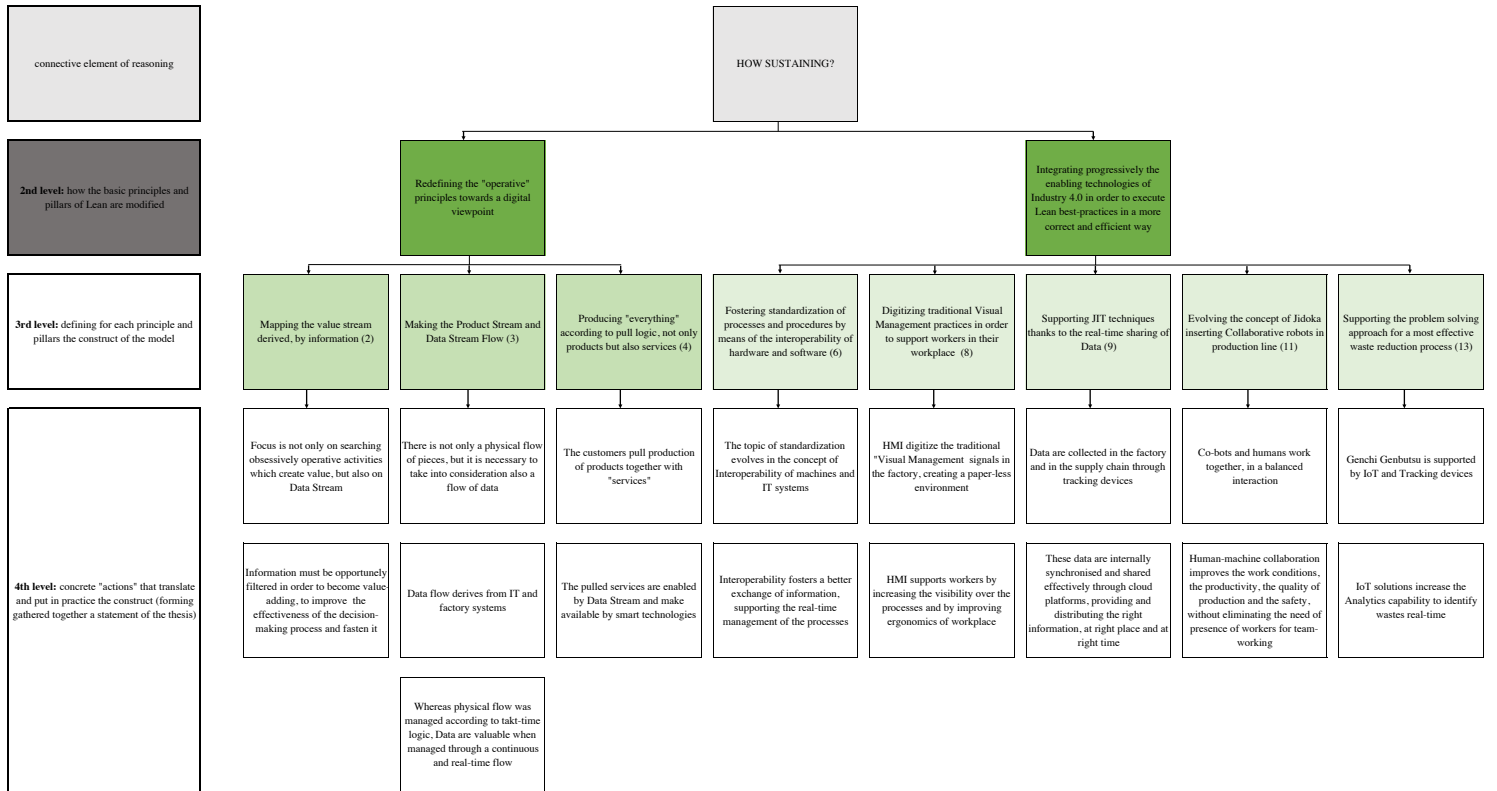 connective element of reasoning
HOW SUSTAINING?
2nd level: how the basic principles and
pillars of Lean are modified
Redefining the "operative"
principles towards a digital
viewpoint
Integrating progressively the
enabling technologies of
Industry 4.0 in order to execute
Lean best-practices in a more
correct and efficient way
3rd level: defining for each principle and
pillars the construct of the model
Mapping the value stream
derived, by information (2)
Making the Product Stream and
Data Stream Flow (3)
Producing "everything"
according to pull logic, not only
products but also services (4)
Fostering standardization of
processes and procedures by
means of the interoperability of
hardware and software (6)
Digitizing traditional Visual
Management practices in order
to support workers in their
workplace (8)
Supporting JIT techniques
thanks to the real-time sharing of
Data (9)
Evolving the concept of Jidoka
inserting Collaborative robots in
production line (11)
Supporting the problem solving
approach for a most effective
waste reduction process (13)
4th level: concrete "actions" that translate
and put in practice the construct (forming
gathered together a statement of the thesis)
Focus is not only on searching
obsessively operative activities
which create value, but also on
Data Stream
There is not only a physical flow
of pieces, but it is necessary to
take into consideration also a
flow of data
The customers pull production
of products together with
"services"
The topic of standardization
evolves in the concept of
Interoperability of machines and
IT systems
HMI digitize the traditional
"Visual Management signals in
the factory, creating a paper-less
environment
Data are collected in the factory
and in the supply chain through
tracking devices
Co-bots and humans work
together, in a balanced
interaction
Genchi Genbutsu is supported
by IoT and Tracking devices
Information must be opportunely
filtered in order to become value-
adding, to improve the
effectiveness of the decision-
making process and fasten it
Data flow derives from IT and
factory systems
The pulled services are enabled
by Data Stream and make
available by smart technologies
Interoperability fosters a better
exchange of information,
supporting the real-time
management of the processes
HMI supports workers by
increasing the visibility over the
processes and by improving
ergonomics of workplace
These data are internally
synchronised and shared
effectively through cloud
platforms, providing and
distributing the right
information, at right place and at
right time
Human-machine collaboration
improves the work conditions,
the productivity, the quality of
production and the safety,
without eliminating the need of
presence of workers for team-
working
IoT solutions increase the
Analytics capability to identify
wastes real-time
Whereas physical flow was
managed according to takt-time
logic, Data are valuable when
managed through a continuous
and real-time flow